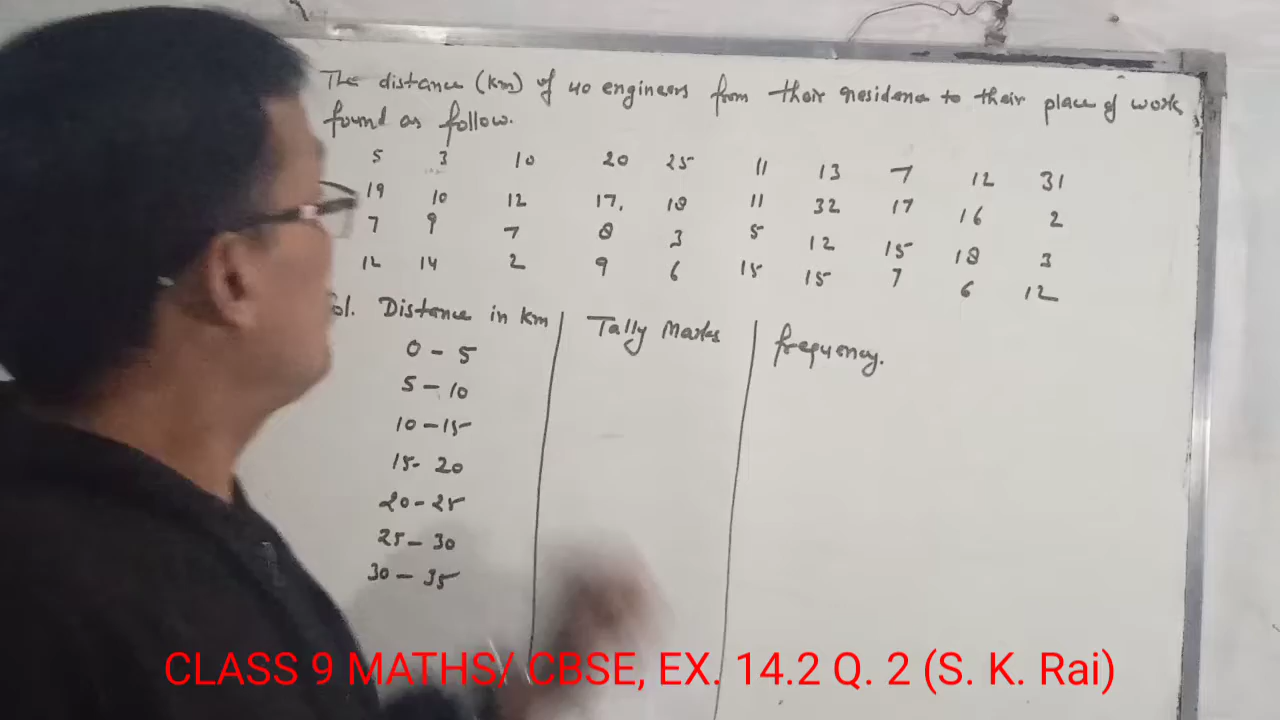 The distance (km) of 40 engineers from their residence to their place of work
found as follow.
5 3 10 20 25 11 13 7 12 31
19 10 12 17. 18 11 32 17 16 2
7 9 7 8 3 5 12 15 18 3
12 14 2 9 6 15 15 7 6 12
Sol. Distance in km Tally Marks frequency.
0 - 5
5 - 10
10 - 15
15 - 20
20 - 25
25 - 30
30 - 35
CLASS 9 MATHS/ CBSE, EX. 14.2 Q. 2 (S. K. Rai)